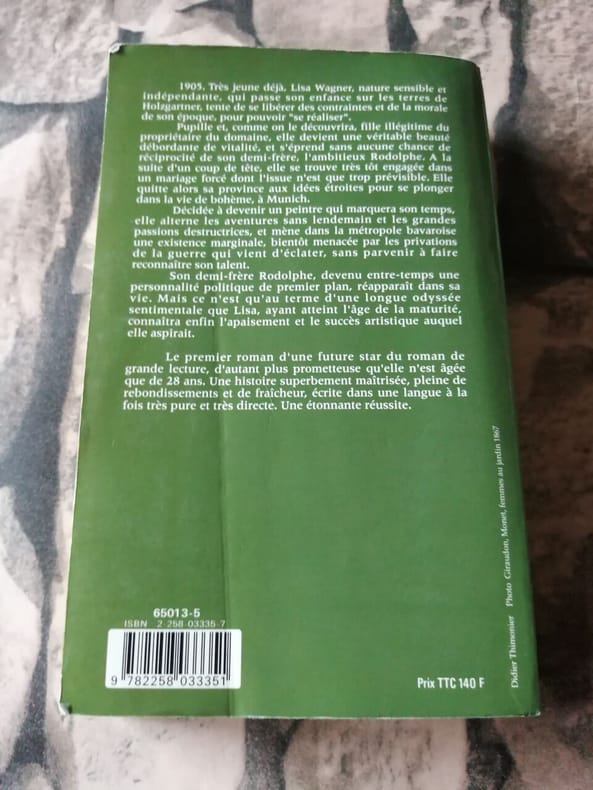 1905. Très jeune déjà, Lisa Wagner, nature sensible et
indépendante, qui passe son enfance sur les terres de
Holzgartner, tente de se libérer des contraintes et de la morale
de son époque, pour pouvoir "se réaliser".
Pupille et, comme on le découvrira, fille illégitime du
propriétaire du domaine, elle devient une véritable beauté
débordante de vitalité, et s'éprend sans aucune chance de
réciprocité de son demi-frère, l'ambitieux Rodolphe. A la
suite d'un coup de tête, elle se trouve très tôt engagée dans
un mariage forcé dont l'issue n'est que trop prévisible. Elle
quitte alors sa province aux idées étroites pour se plonger
dans la vie de bohème, à Munich.
Décidée à devenir un peintre qui marquera son temps,
elle alterne les aventures sans lendemain et les grandes
passions destructrices, et mène dans la métropole bavaroise
une existence marginale, bientôt menacée par les privations
de la guerre qui vient d'éclater, sans parvenir à faire
reconnaître son talent.
Son demi-frère Rodolphe, devenu entre-temps une
personnalité politique de premier plan, réapparaît dans sa
vie. Mais ce n'est qu'au terme d'une longue odyssée
sentimentale que Lisa, ayant atteint l'âge de la maturité,
connaîtra enfin l'apaisement et le succès artistique auquel
elle aspirait.
Le premier roman d'une future star du roman de
grande lecture, d'autant plus prometteuse qu'elle n'est âgée
que de 28 ans. Une histoire superbement maîtrisée, pleine de
rebondissements et de fraîcheur, écrite dans une langue à la
fois très pure et très directe. Une étonnante réussite.
Didier Thimonier Photo Giraudon, Monet, femmes au jardin 1867
65013-5
ISBN 2-258-03335-7
9 782258 033351
Prix TTC 140 F